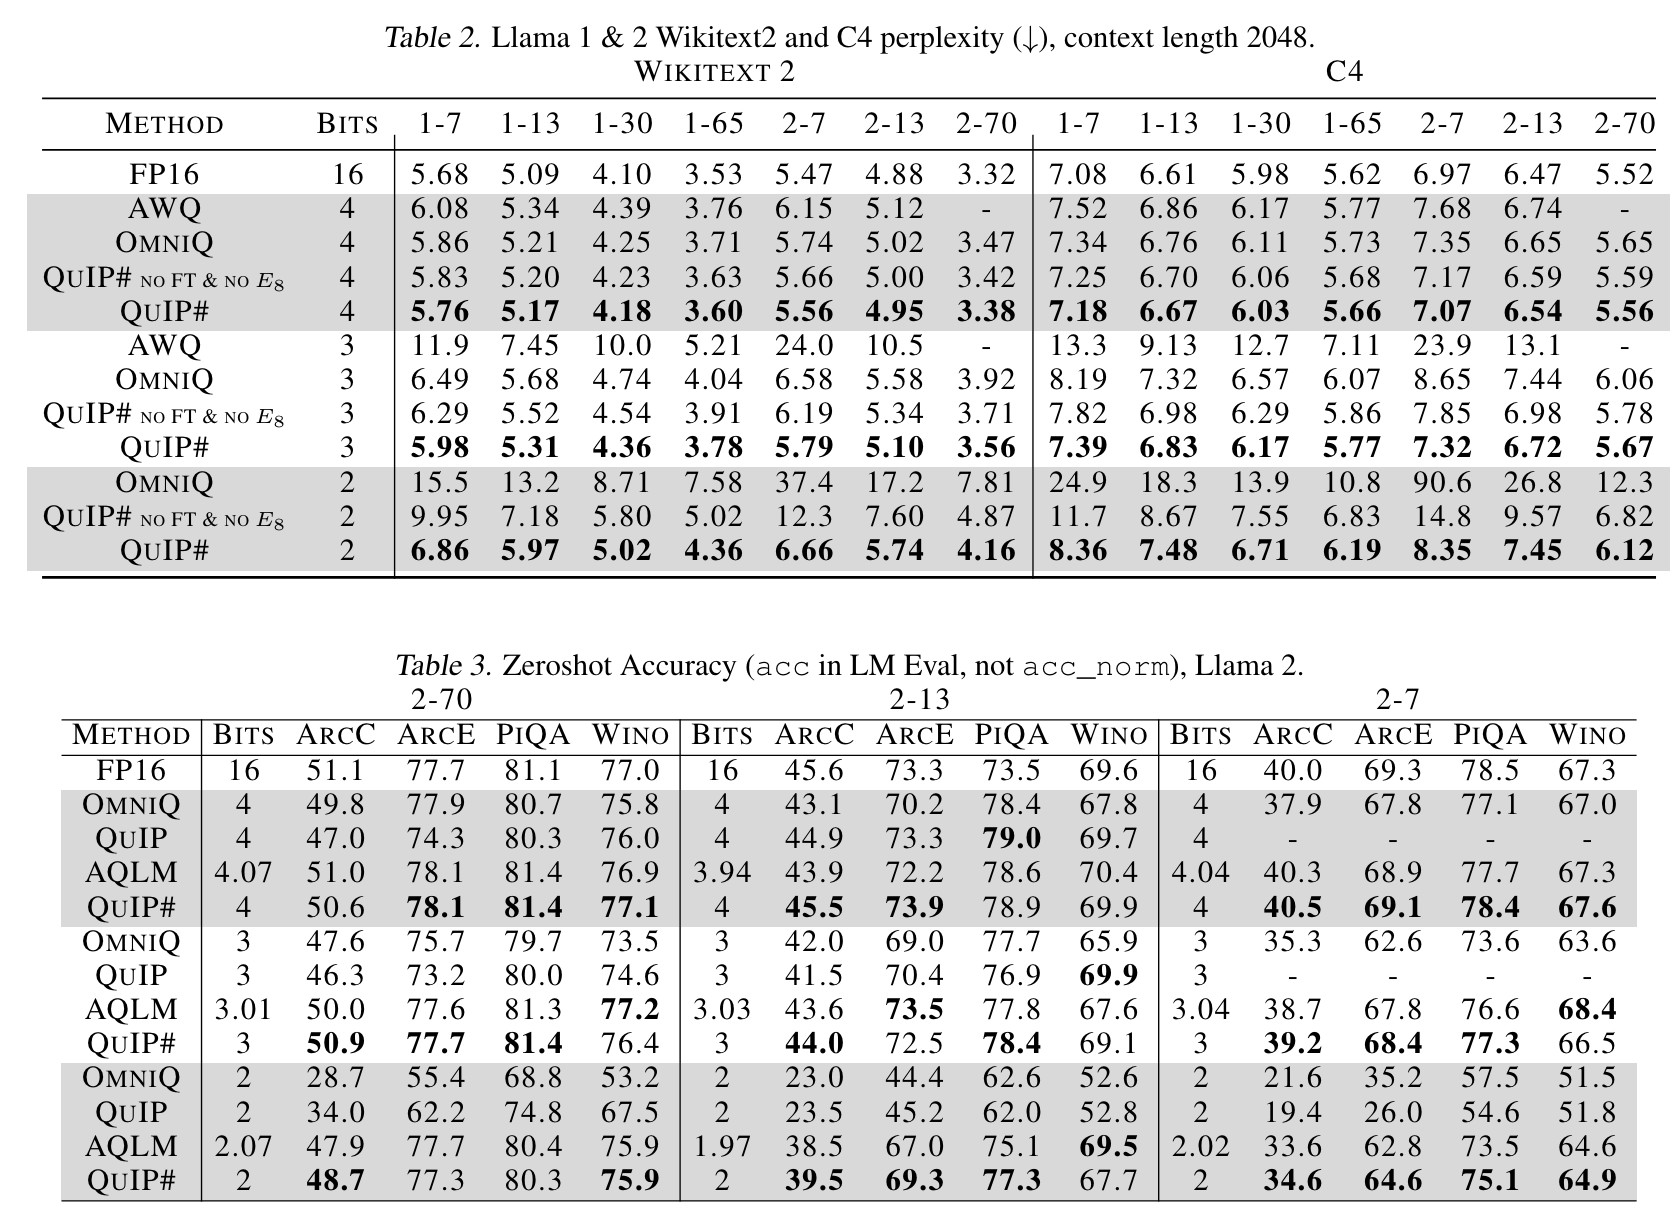 Table 2. Llama 1 & 2 Wikitext2 and C4 perplexity (↓), context length 2048.
WIKITEXT 2 C4
METHOD BITS 1-7 1-13 1-30 1-65 2-7 2-13 2-70 1-7 1-13 1-30 1-65 2-7 2-13 2-70
FP16 16 5.68 5.09 4.10 3.53 5.47 4.88 3.32 7.08 6.61 5.98 5.62 6.97 6.47 5.52
AWQ 4 6.08 5.34 4.39 3.76 6.15 5.12 - 7.52 6.86 6.17 5.77 7.68 6.74 -
OMNIQ 4 5.86 5.21 4.25 3.71 5.74 5.02 3.47 7.34 6.76 6.11 5.73 7.35 6.65 5.65
QUIP# NO FT & NO E8 4 5.83 5.20 4.23 3.63 5.66 5.00 3.42 7.25 6.70 6.06 5.68 7.17 6.59 5.59
QUIP# 4 5.76 5.17 4.18 3.60 5.56 4.95 3.38 7.18 6.67 6.03 5.66 7.07 6.54 5.56
AWQ 3 11.9 7.45 10.0 5.21 24.0 10.5 - 13.3 9.13 12.7 7.11 23.9 13.1 -
OMNIQ 3 6.49 5.68 4.74 4.04 6.58 5.58 3.92 8.19 7.32 6.57 6.07 8.65 7.44 6.06
QUIP# NO FT & NO E8 3 6.29 5.52 4.54 3.91 6.19 5.34 3.71 7.82 6.98 6.29 5.86 7.85 6.98 5.78
QUIP# 3 5.98 5.31 4.36 3.78 5.79 5.10 3.56 7.39 6.83 6.17 5.77 7.32 6.72 5.67
OMNIQ 2 15.5 13.2 8.71 7.58 37.4 17.2 7.81 24.9 18.3 13.9 10.8 90.6 26.8 12.3
QUIP# NO FT & NO E8 2 9.95 7.18 5.80 5.02 12.3 7.60 4.87 11.7 8.67 7.55 6.83 14.8 9.57 6.82
QUIP# 2 6.86 5.97 5.02 4.36 6.66 5.74 4.16 8.36 7.48 6.71 6.19 8.35 7.45 6.12
Table 3. Zeroshot Accuracy (acc in LM Eval, not acc_norm), Llama 2.
2-70 2-13 2-7
METHOD BITS ARCC ARCE PIQA WINO BITS ARCC ARCE PIQA WINO BITS ARCC ARCE PIQA WINO
FP16 16 51.1 77.7 81.1 77.0 16 45.6 73.3 73.5 69.6 16 40.0 69.3 78.5 67.3
OMNIQ 4 49.8 77.9 80.7 75.8 4 43.1 70.2 78.4 67.8 4 37.9 67.8 77.1 67.0
QUIP 4 47.0 74.3 80.3 76.0 4 44.9 73.3 79.0 69.7 4 - - - -
AQLM 4.07 51.0 78.1 81.4 76.9 3.94 43.9 72.2 78.6 70.4 4.04 40.3 68.9 77.7 67.3
QUIP# 4 50.6 78.1 81.4 77.1 4 45.5 73.9 78.9 69.9 4 40.5 69.1 78.4 67.6
OMNIQ 3 47.6 75.7 79.7 73.5 3 42.0 69.0 77.7 65.9 3 35.3 62.6 73.6 63.6
QUIP 3 46.3 73.2 80.0 74.6 3 41.5 70.4 76.9 69.9 3 - - - -
AQLM 3.01 50.0 77.6 81.3 77.2 3.03 43.6 73.5 77.8 67.6 3.04 38.7 67.8 76.6 68.4
QUIP# 3 50.9 77.7 81.4 76.4 3 44.0 72.5 78.4 69.1 3 39.2 68.4 77.3 66.5
OMNIQ 2 28.7 55.4 68.8 53.2 2 23.0 44.4 62.6 52.6 2 21.6 35.2 57.5 51.5
QUIP 2 34.0 62.2 74.8 67.5 2 23.5 45.2 62.0 52.8 2 19.4 26.0 54.6 51.8
AQLM 2.07 47.9 77.7 80.4 75.9 1.97 38.5 67.0 75.1 69.5 2.02 33.6 62.8 73.5 64.6
QUIP# 2 48.7 77.3 80.3 75.9 2 39.5 69.3 77.3 67.7 2 34.6 64.6 75.1 64.9